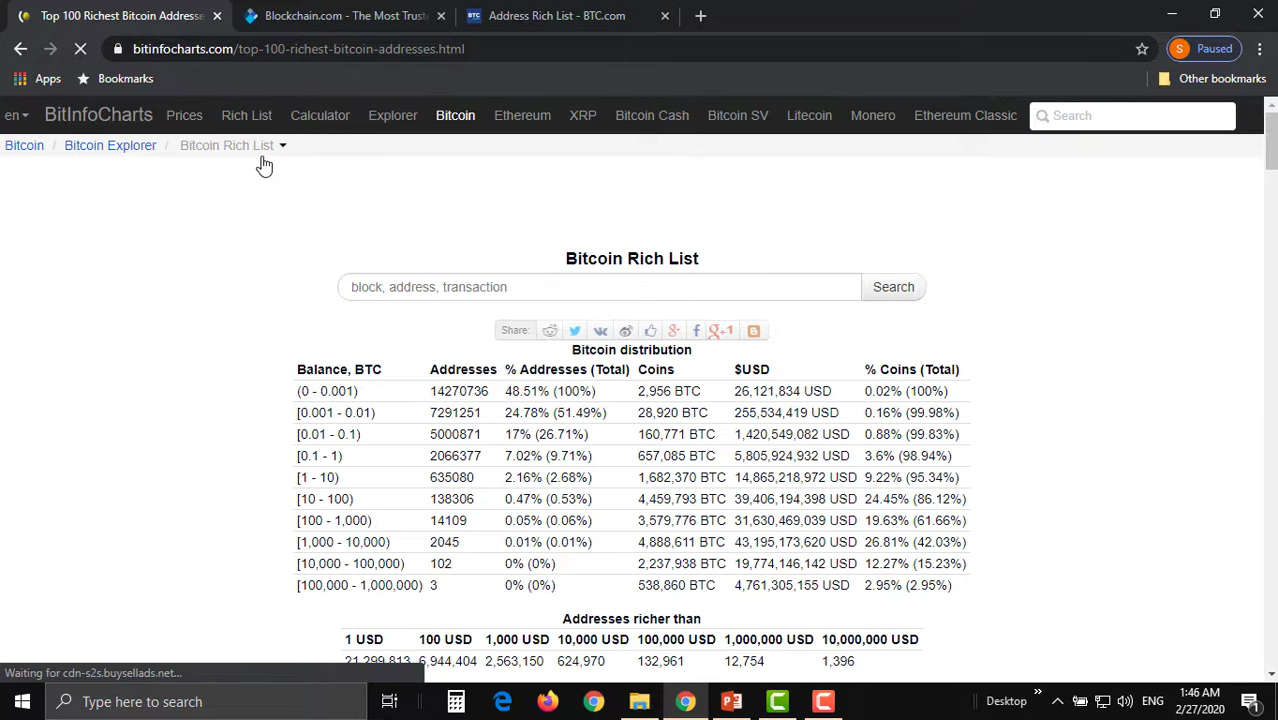 Top 100 Richest Bitcoin Addresse
Blockchain.com - The Most Truste
BTC
Address Rich List - BTC.com
bitinfocharts.com/top-100-richest-bitcoin-addresses.html
S Paused
Apps
Bookmarks
Other bookmarks
en BitInfoCharts Prices Rich List Calculator Explorer Bitcoin Ethereum XRP Bitcoin Cash Bitcoin SV Litecoin Monero Ethereum Classic Search
Bitcoin / Bitcoin Explorer / Bitcoin Rich List
Bitcoin Rich List
block, address, transaction Search
Share: g+1
Bitcoin distribution
Balance, BTC Addresses % Addresses (Total) Coins $USD % Coins (Total)
(0 - 0.001) 14270736 48.51% (100%) 2,956 BTC 26,121,834 USD 0.02% (100%)
[0.001 - 0.01) 7291251 24.78% (51.49%) 28,920 BTC 255,534,419 USD 0.16% (99.98%)
[0.01 - 0.1) 5000871 17% (26.71%) 160,771 BTC 1,420,549,082 USD 0.88% (99.83%)
[0.1 - 1) 2066377 7.02% (9.71%) 657,085 BTC 5,805,924,932 USD 3.6% (98.94%)
[1 - 10) 635080 2.16% (2.68%) 1,682,370 BTC 14,865,218,972 USD 9.22% (95.34%)
[10 - 100) 138306 0.47% (0.53%) 4,459,793 BTC 39,406,194,398 USD 24.45% (86.12%)
[100 - 1,000) 14109 0.05% (0.06%) 3,579,776 BTC 31,630,469,039 USD 19.63% (61.66%)
[1,000 - 10,000) 2045 0.01% (0.01%) 4,888,611 BTC 43,195,173,620 USD 26.81% (42.03%)
[10,000 - 100,000) 102 0% (0%) 2,237,938 BTC 19,774,146,142 USD 12.27% (15.23%)
[100,000 - 1,000,000) 3 0% (0%) 538,860 BTC 4,761,305,155 USD 2.95% (2.95%)
Addresses richer than
1 USD 100 USD 1,000 USD 10,000 USD 100,000 USD 1,000,000 USD 10,000,000 USD
21,299,813 6,944,404 2,563,150 624,970 132,961 12,754 1,396
Waiting for cdn-s2s.buysellads.net...
Type here to search
Desktop
ENG
1:46 AM
2/27/2020